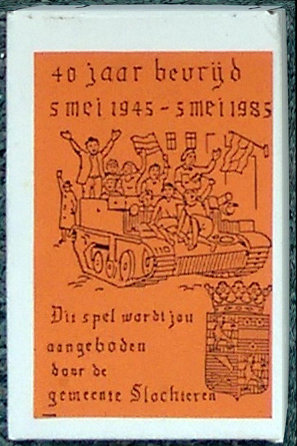 40 jaar bevrijd
5 mei 1945 - 5 mei 1985
Dit spel wordt jou
aangeboden
door de
gemeente Slochteren